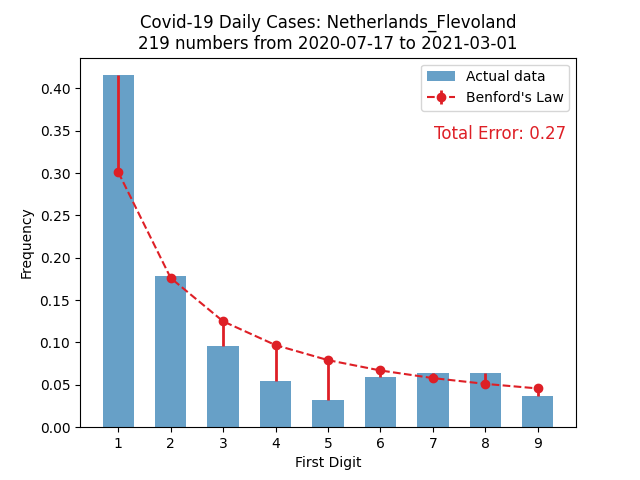 Covid-19 Daily Cases: Netherlands_Flevoland
219 numbers from 2020-07-17 to 2021-03-01
Actual data
Benford's Law
Total Error: 0.27
Frequency
0.40
0.35
0.30
0.25
0.20
0.15
0.10
0.05
0.00
1 2 3 4 5 6 7 8 9
First Digit